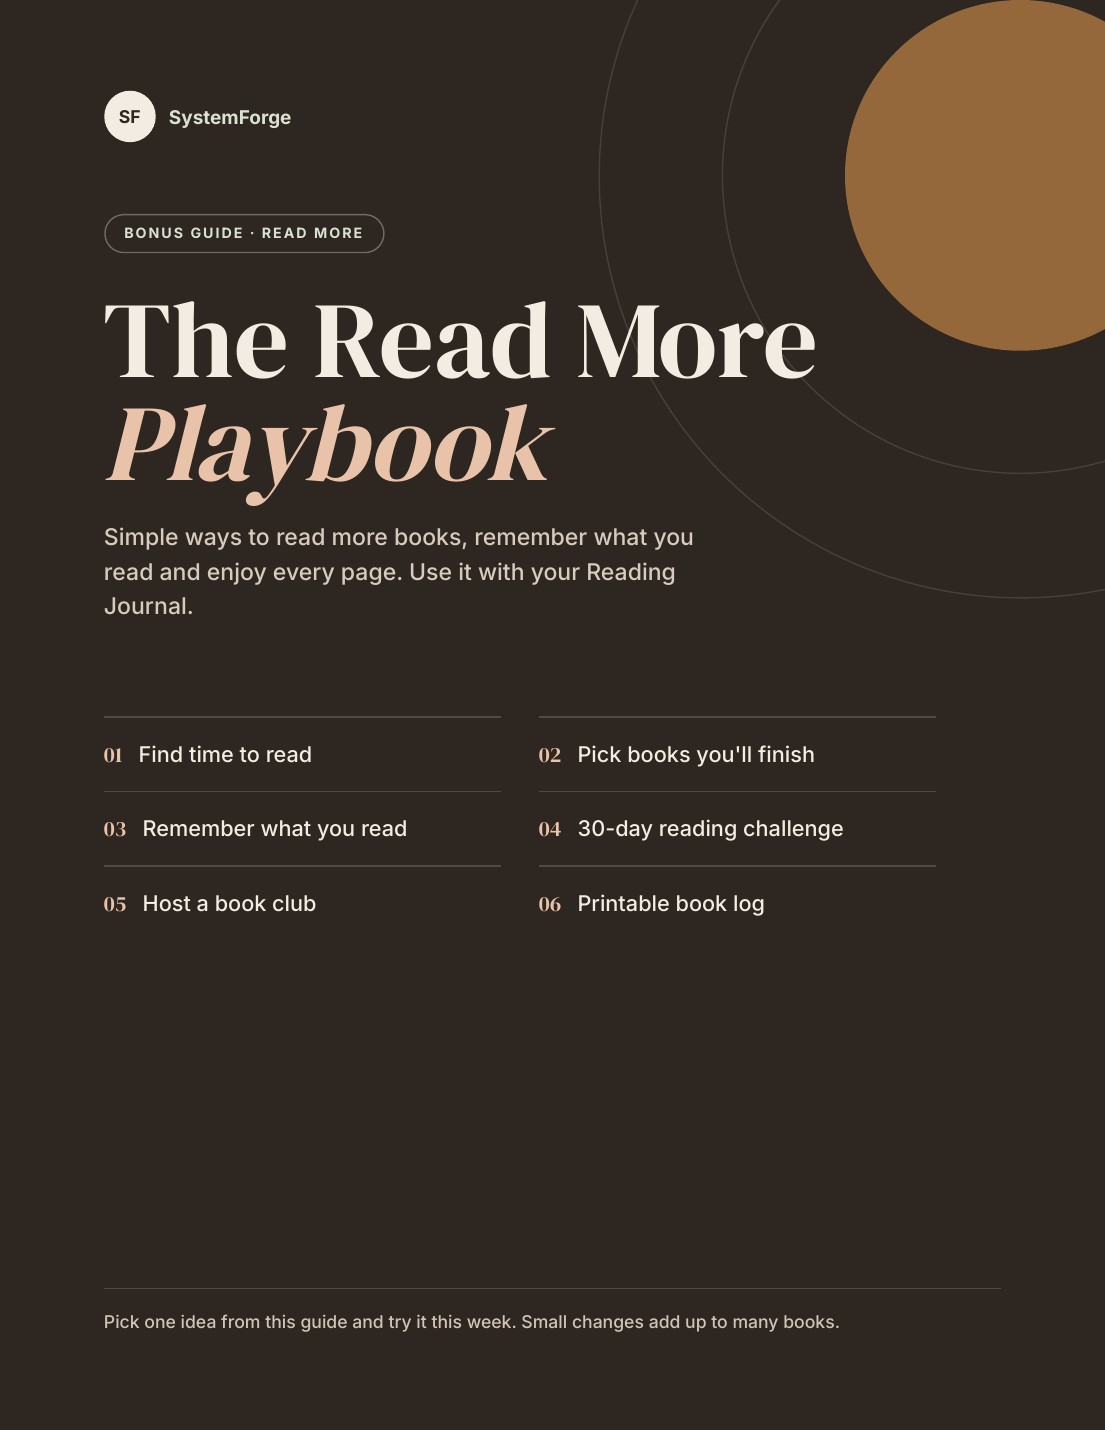 SF SystemForge
BONUS GUIDE · READ MORE
The Read More
Playbook
Simple ways to read more books, remember what you
read and enjoy every page. Use it with your Reading
Journal.
01 Find time to read
02 Pick books you'll finish
03 Remember what you read
04 30-day reading challenge
05 Host a book club
06 Printable book log
Pick one idea from this guide and try it this week. Small changes add up to many books.